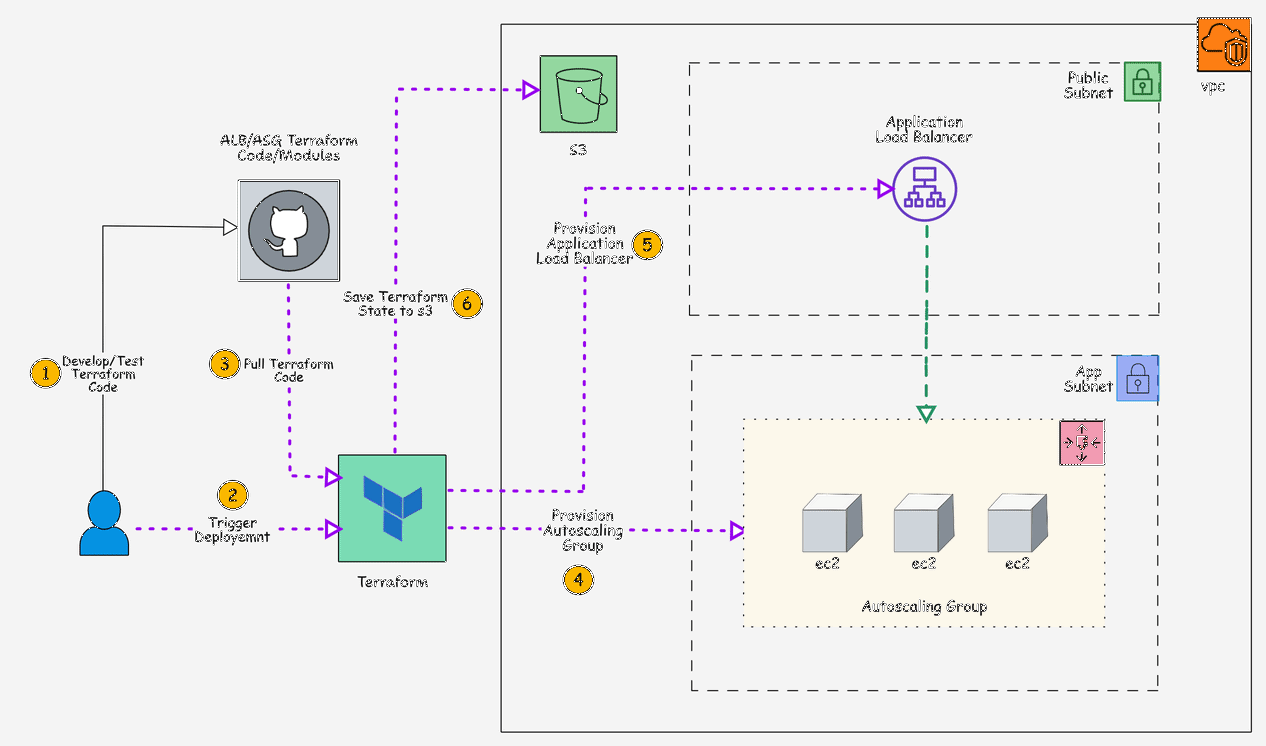 vpc
Public
Subnet
Application
Load Balancer
s3
ALB/ASG Terraform
Code/Modules
Provision
Application
Load Balancer
5
Save Terraform
State to s3
6
1
Develop/Test
Terraform
Code
3
Pull Terraform
Code
App
Subnet
2
Trigger
Deployemnt
Provision
Autoscaling
Group
4
Terraform
ec2
ec2
ec2
Autoscaling Group